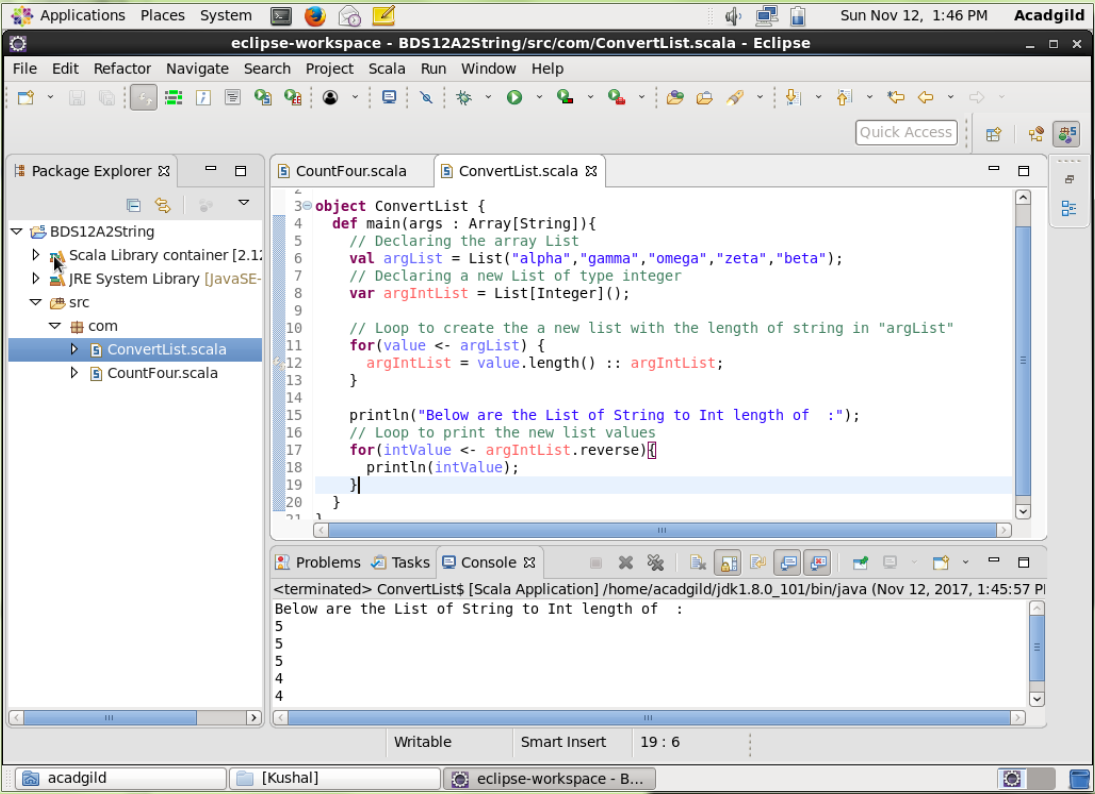 Applications Places System Sun Nov 12, 1:46 PM Acadgild
eclipse-workspace - BDS12A2String/src/com/ConvertList.scala - Eclipse
File Edit Refactor Navigate Search Project Scala Run Window Help
Quick Access
Package Explorer
BDS12A2String
Scala Library container [2.12
JRE System Library [JavaSE-
src
com
ConvertList.scala
CountFour.scala
CountFour.scala ConvertList.scala
2
3 object ConvertList {
4 def main(args : Array[String]){
5 // Declaring the array List
6 val argList = List("alpha","gamma","omega","zeta","beta");
7 // Declaring a new List of type integer
8 var argIntList = List[Integer]();
9
10 // Loop to create the a new list with the length of string in "argList"
11 for(value <- argList) {
12 argIntList = value.length() :: argIntList;
13 }
14
15 println("Below are the List of String to Int length of  :");
16 // Loop to print the new list values
17 for(intValue <- argIntList.reverse){
18 println(intValue);
19 }
20 }
21 }
Problems Tasks Console
<terminated> ConvertList$ [Scala Application] /home/acadgild/jdk1.8.0_101/bin/java (Nov 12, 2017, 1:45:57 P
Below are the List of String to Int length of  :
5
5
5
4
4
Writable Smart Insert 19 : 6
acadgild [Kushal] eclipse-workspace - B...